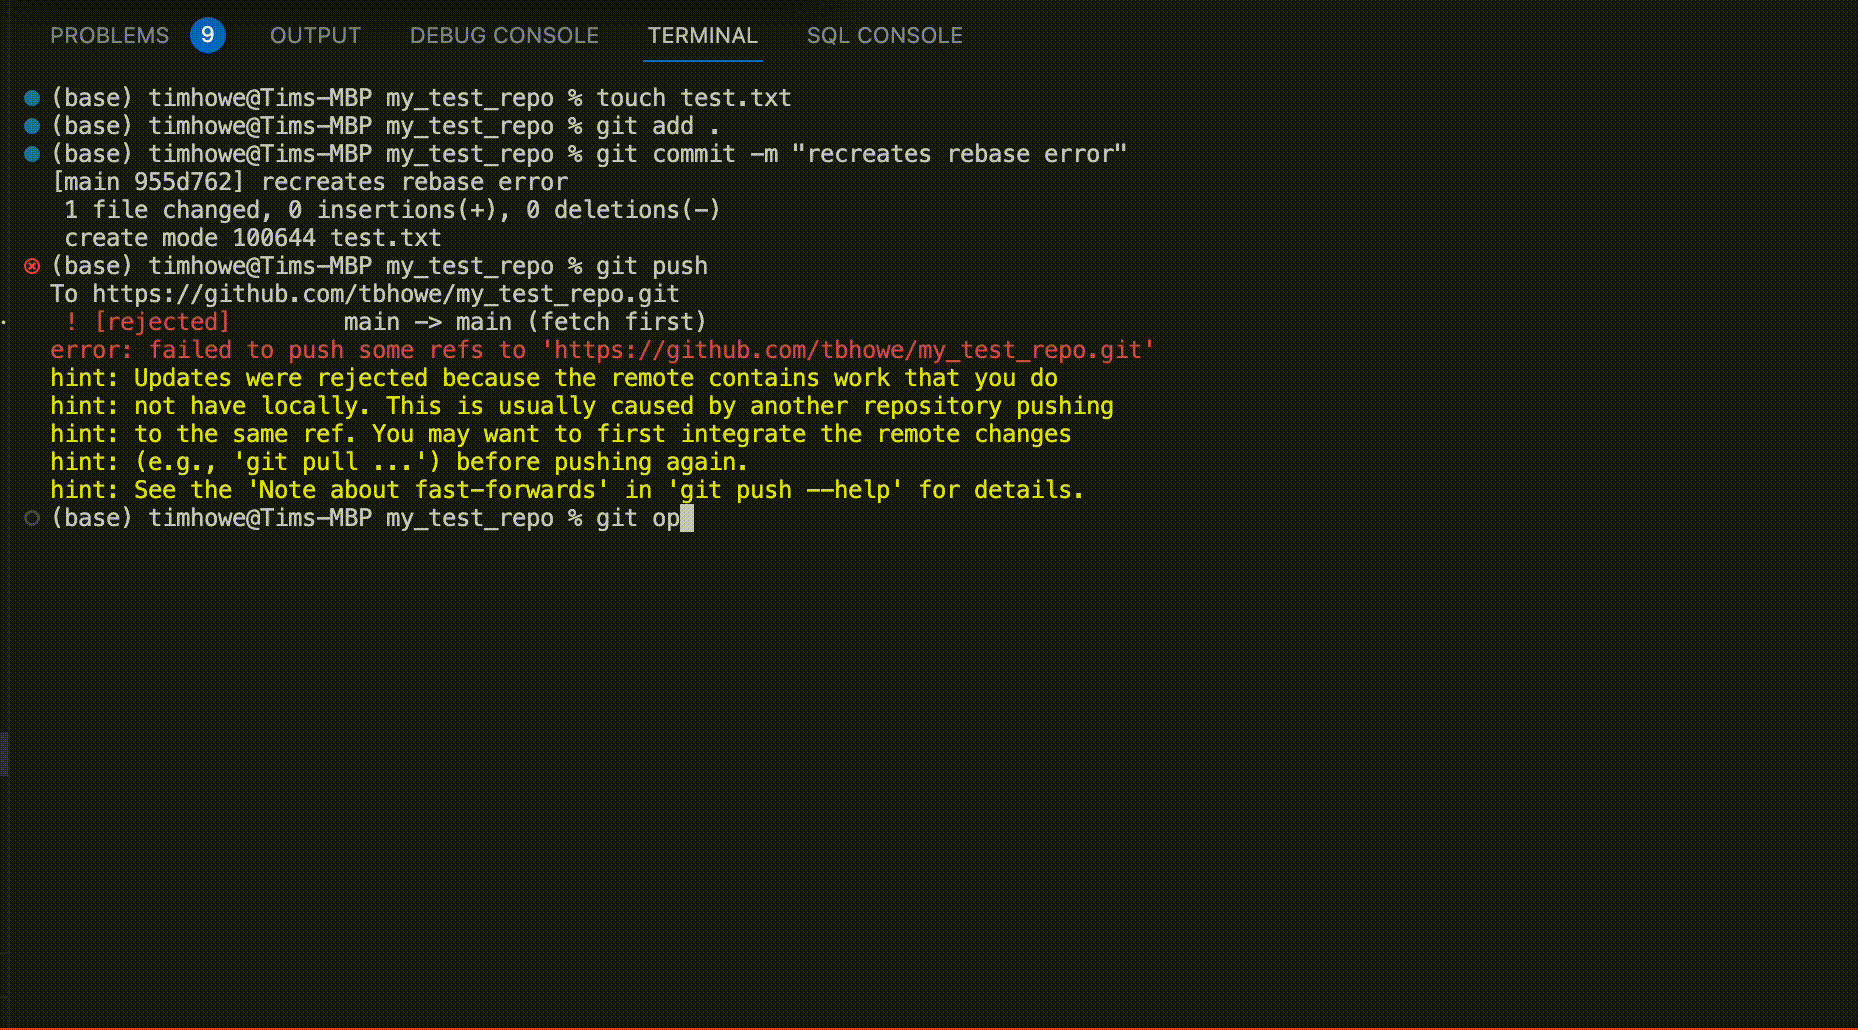 PROBLEMS 9 OUTPUT DEBUG CONSOLE TERMINAL SQL CONSOLE
(base) timhowe@Tims-MBP my_test_repo % touch test.txt
(base) timhowe@Tims-MBP my_test_repo % git add .
(base) timhowe@Tims-MBP my_test_repo % git commit -m "recreates rebase error"
[main 955d762] recreates rebase error
 1 file changed, 0 insertions(+), 0 deletions(-)
 create mode 100644 test.txt
(base) timhowe@Tims-MBP my_test_repo % git push
To https://github.com/tbhowe/my_test_repo.git
 ! [rejected]        main -> main (fetch first)
error: failed to push some refs to 'https://github.com/tbhowe/my_test_repo.git'
hint: Updates were rejected because the remote contains work that you do
hint: not have locally. This is usually caused by another repository pushing
hint: to the same ref. You may want to first integrate the remote changes
hint: (e.g., 'git pull ...') before pushing again.
hint: See the 'Note about fast-forwards' in 'git push --help' for details.
(base) timhowe@Tims-MBP my_test_repo % git op